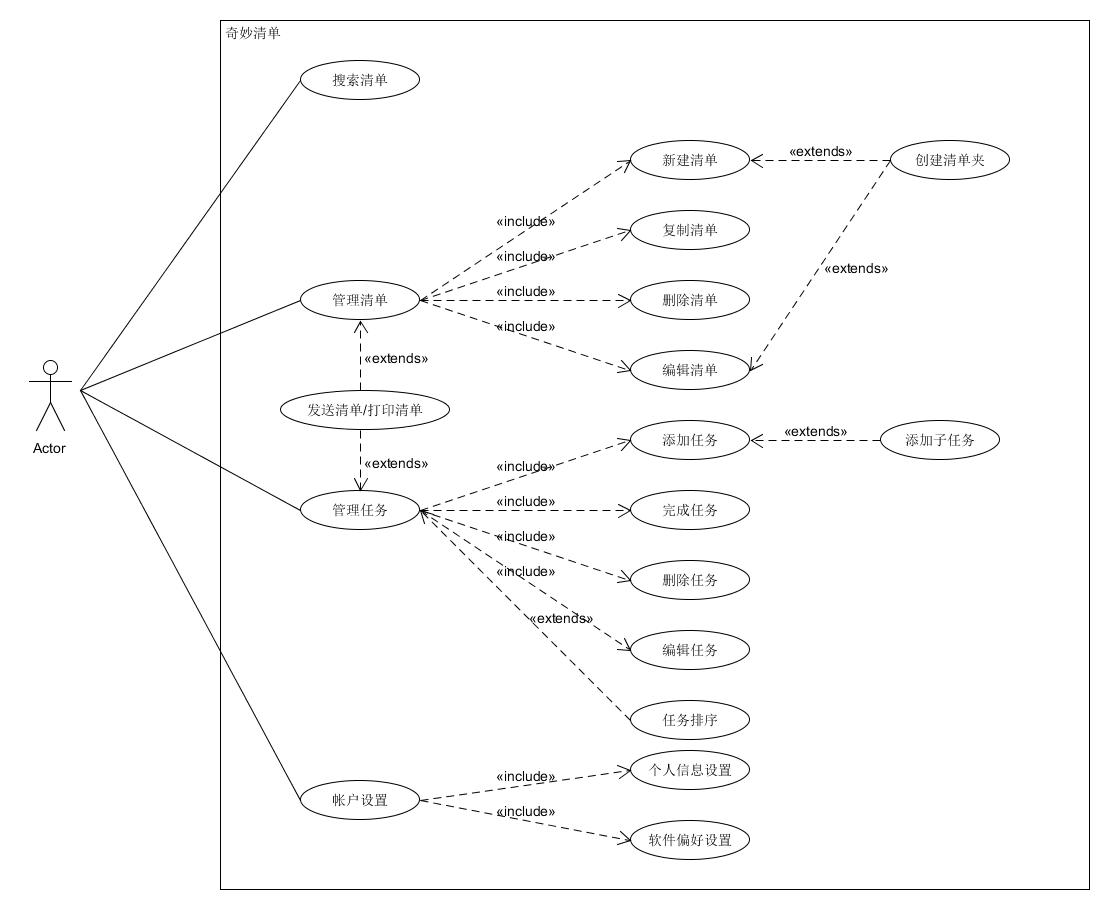 奇妙清单
搜索清单
新建清单
«extends»
创建清单夹
«include»
复制清单
«include»
«extends»
管理清单
«include»
删除清单
«include»
编辑清单
«extends»
发送清单/打印清单
Actor
«extends»
添加任务
«extends»
添加子任务
«include»
管理任务
«include»
完成任务
«include»
删除任务
«include»
«extends»
编辑任务
任务排序
个人信息设置
«include»
帐户设置
«include»
软件偏好设置